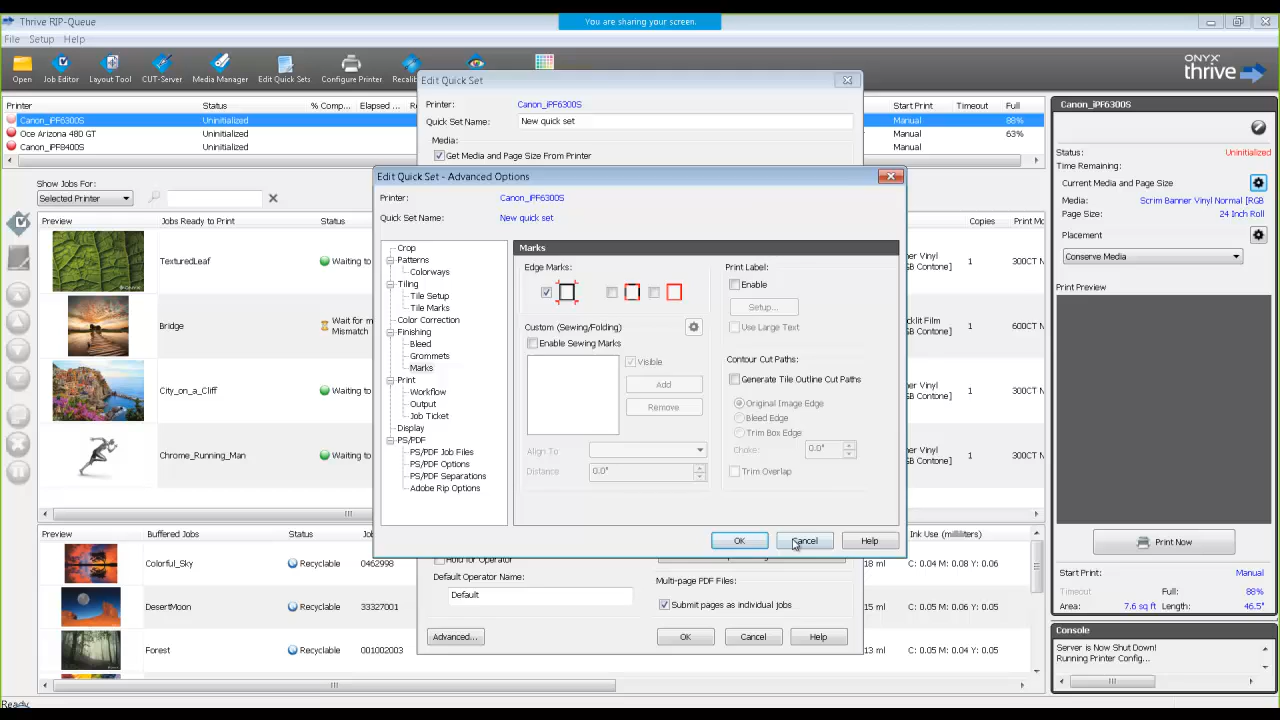 Thrive RIP-Queue
You are sharing your screen.
File Setup Help
Open Job Editor Layout Tool CUT-Server Media Manager Edit Quick Sets Configure Printer
ONYX
thrive
Edit Quick Set
Printer Status % Comp... Elapsed ...
Start Print Timeout Full
Canon_iPF6300S Uninitialized
Manual 88%
Oce Arizona 480 GT Uninitialized
63%
Canon_iPF8400S Uninitialized
Manual
Printer: Canon_iPF6300S
Quick Set Name: New quick set
Media:
Get Media and Page Size From Printer
Show Jobs For:
Selected Printer
Preview Jobs Ready to Print Status
Copies Print M
TexturedLeaf Waiting to
1 300CT N
Bridge Wait for m
Mismatch
1 600CT N
City_on_a_Cliff Waiting to
1 300CT N
Chrome_Running_Man Waiting to
1 300CT N
Edit Quick Set - Advanced Options
Printer: Canon_iPF6300S
Quick Set Name: New quick set
Crop
Patterns
Colorways
Tiling
Tile Setup
Tile Marks
Color Correction
Finishing
Bleed
Grommets
Marks
Print
Workflow
Output
Job Ticket
Display
PS/PDF
PS/PDF Job Files
PS/PDF Options
PS/PDF Separations
Adobe Rip Options
Marks
Edge Marks:
Custom (Sewing/Folding)
Enable Sewing Marks
Visible
Add
Remove
Align To
Distance 0.0"
Print Label:
Enable
Setup...
Use Large Text
Contour Cut Paths:
Generate Tile Outline Cut Paths
Original Image Edge
Bleed Edge
Trim Box Edge
Choke: 0.0"
Trim Overlap
OK Cancel Help
Preview Buffered Jobs Status
Ink Use (milliliters)
Colorful_Sky Recyclable 0462998
18 ml C: 0.04 M: 0.08 Y: 0.06
DesertMoon Recyclable 33327001
15 ml C: 0.04 M: 0.06 Y: 0.05
Forest Recyclable 001002003
13 ml C: 0.05 M: 0.04 Y: 0.05
Default Operator Name:
Default
Multi-page PDF Files:
Submit pages as individual jobs
Advanced... OK Cancel Help
Canon_iPF6300S
Status: Uninitialized
Time Remaining:
Current Media and Page Size
Media: Scrim Banner Vinyl Normal [RGB
Page Size: 24 Inch Roll
Placement
Conserve Media
Print Preview
Print Now
Start Print: Manual
Timeout Full: 88%
Area: 7.6 sq ft Length: 46.5"
Console
Server is Now Shut Down!
Running Printer Config...
Ready